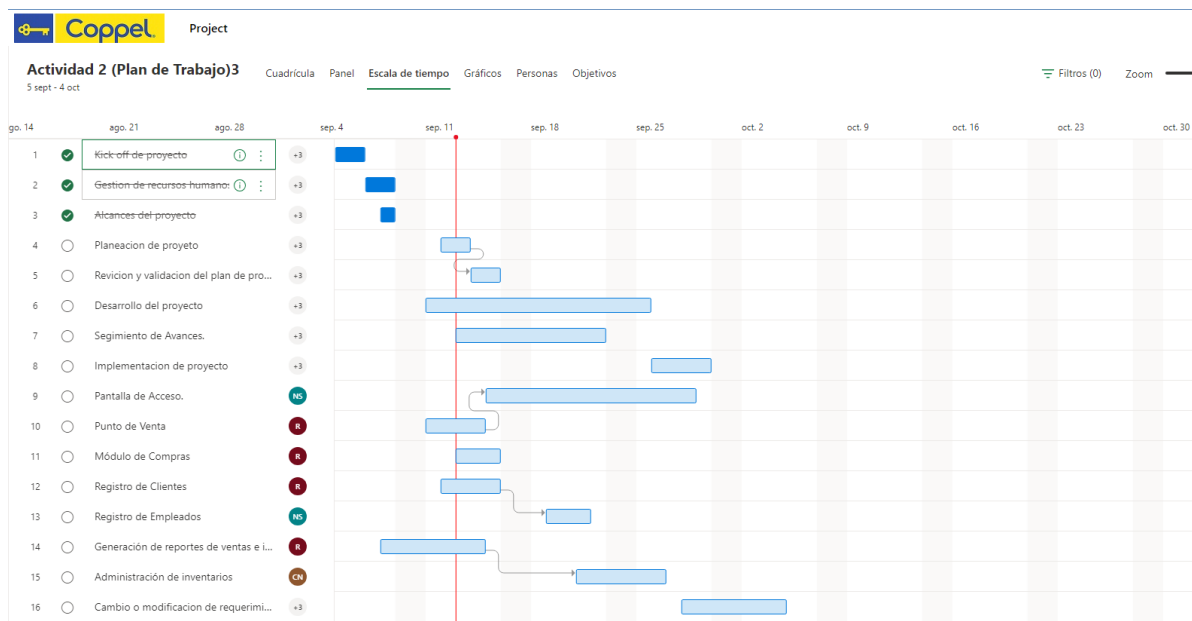 Coppel. Project
Actividad 2 (Plan de Trabajo)3 Cuadrícula Panel Escala de tiempo Gráficos Personas Objetivos Filtros (0) Zoom
5 sept - 4 oct
go. 14 ago. 21 ago. 28 sep. 4 sep. 11 sep. 18 sep. 25 oct. 2 oct. 9 oct. 16 oct. 23 oct. 30
1 Kick off de proyecto +3
2 Gestion de recursos humano: +3
3 Alcances del proyecto +3
4 Planeacion de proyeto +3
5 Revicion y validacion del plan de pro... +3
6 Desarrollo del proyecto +3
7 Segimiento de Avances. +3
8 Implementacion de proyecto +3
9 Pantalla de Acceso. NS
10 Punto de Venta R
11 Módulo de Compras R
12 Registro de Clientes R
13 Registro de Empleados NS
14 Generación de reportes de ventas e i... R
15 Administración de inventarios CN
16 Cambio o modificacion de requerimi... +3